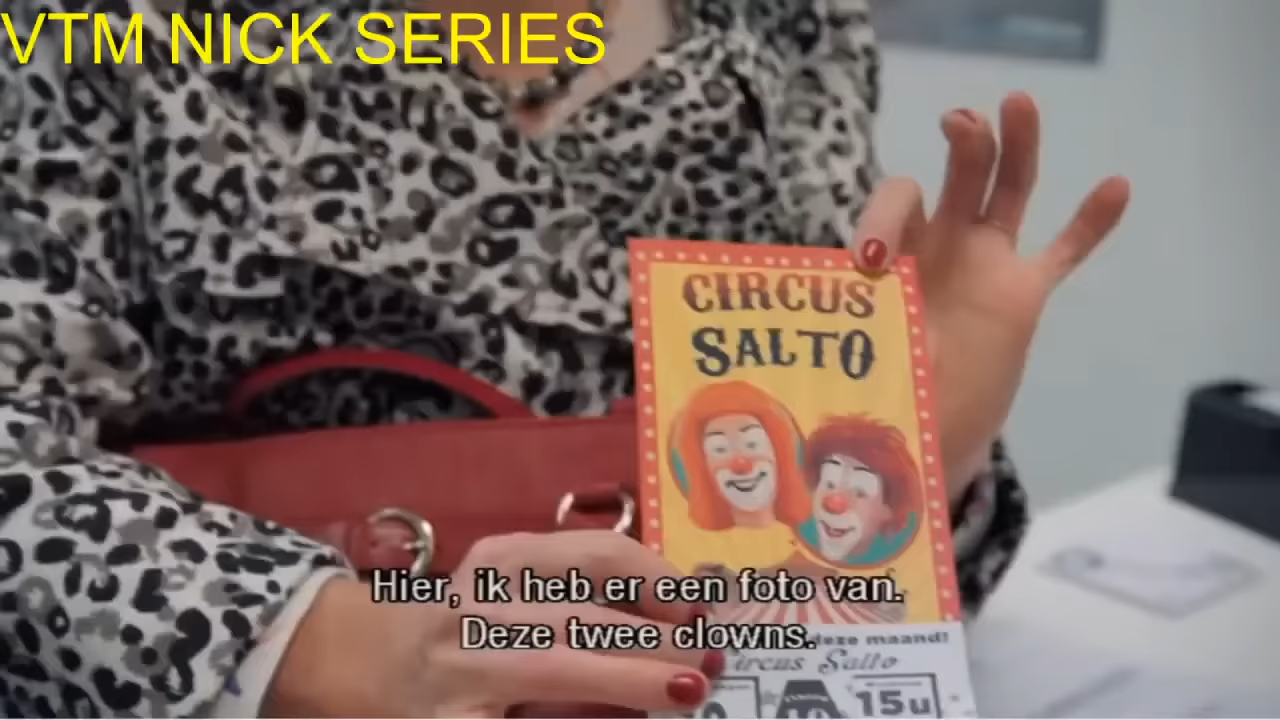 VTM NICK SERIES
CIRCUS
SALTO
Hier, ik heb er een foto van.
Deze twee clowns.
deze maand!
Circus Salto
15u